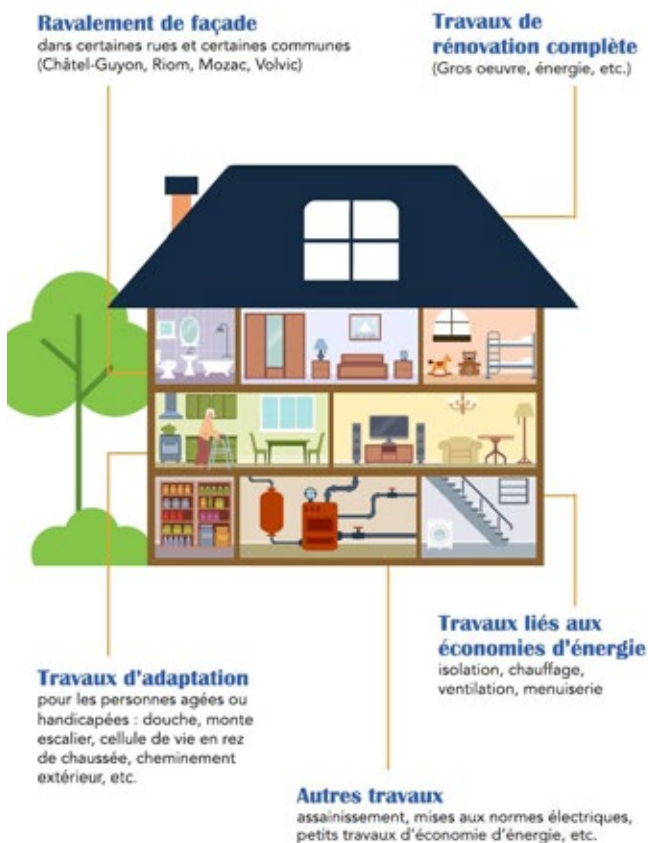 Ravalement de façade
dans certaines rues et certaines communes
(Châtel-Guyon, Riom, Mozac, Volvic)
Travaux de
rénovation complète
(Gros oeuvre, énergie, etc.)
Travaux liés aux
économies d'énergie
isolation, chauffage,
ventilation, menuiserie
Travaux d'adaptation
pour les personnes agées ou
handicapées : douche, monte
escalier, cellule de vie en rez
de chaussée, cheminement
extérieur, etc.
Autres travaux
assainissement, mises aux normes électriques,
petits travaux d'économie d'énergie, etc.